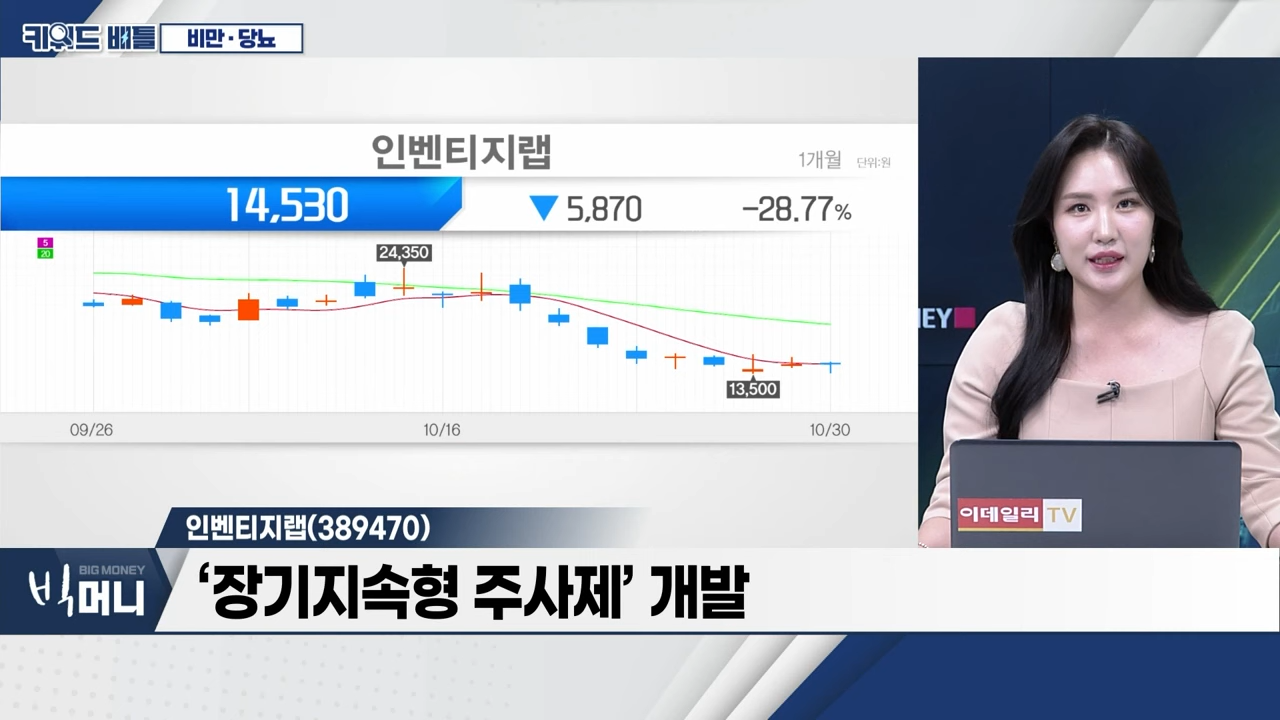 키워드 배틀
비만·당뇨
인벤티지랩
1개월 단위:원
14,530 ▼ 5,870 -28.77%
5
20
24,350
13,500
09/26 10/16 10/30
NEY
이데일리 TV
인벤티지랩(389470)
BIG MONEY
빅머니
'장기지속형 주사제' 개발